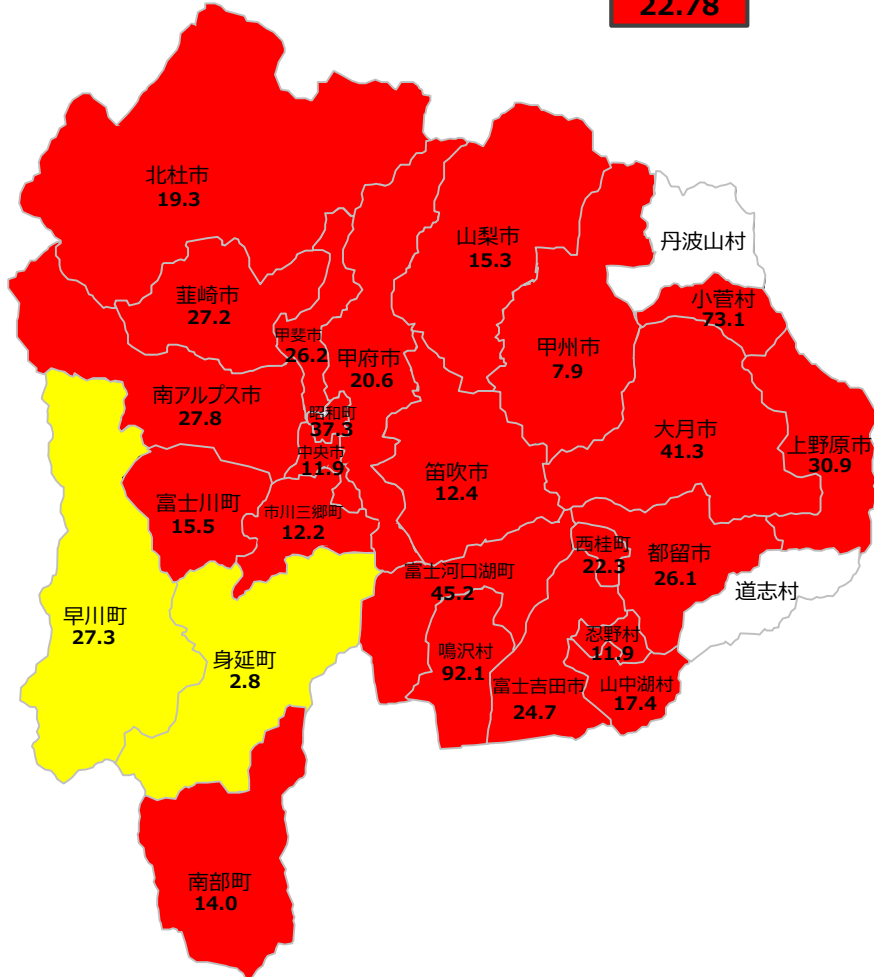 22.78
北杜市
19.3
山梨市
15.3
丹波山村
韮崎市
27.2
小菅村
73.1
甲斐市
26.2
甲府市
20.6
甲州市
7.9
南アルプス市
27.8
昭和町
37.3
大月市
41.3
上野原市
30.9
中央市
11.9
笛吹市
12.4
富士川町
15.5
市川三郷町
12.2
西桂町
22.3
都留市
26.1
富士河口湖町
45.2
道志村
早川町
27.3
忍野村
11.9
身延町
2.8
鳴沢村
92.1
富士吉田市
24.7
山中湖村
17.4
南部町
14.0